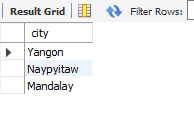 Result Grid Filter Rows:
city
Yangon
Naypyitaw
Mandalay